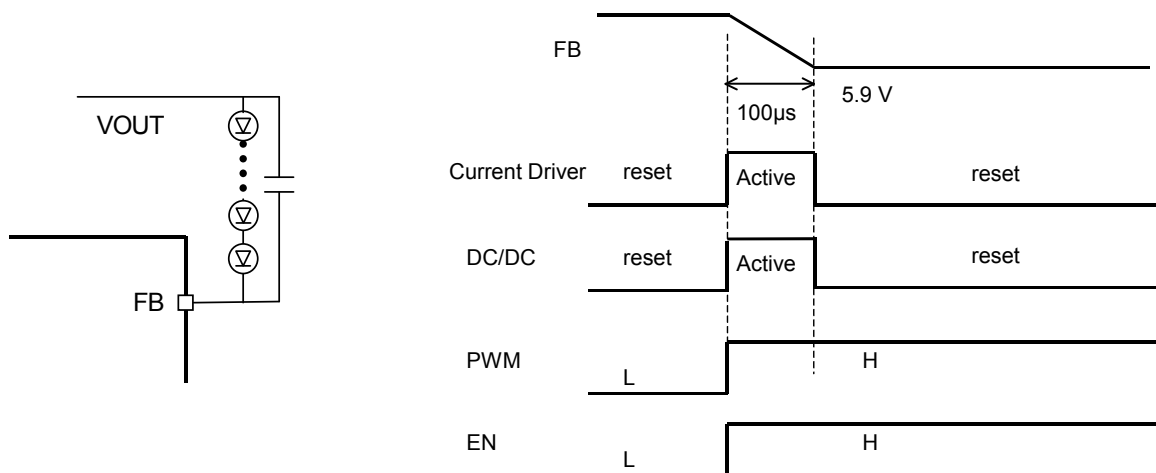 VOUT
FB
FB
100μs
5.9 V
Current Driver reset Active reset
DC/DC reset Active reset
PWM L H
EN L H